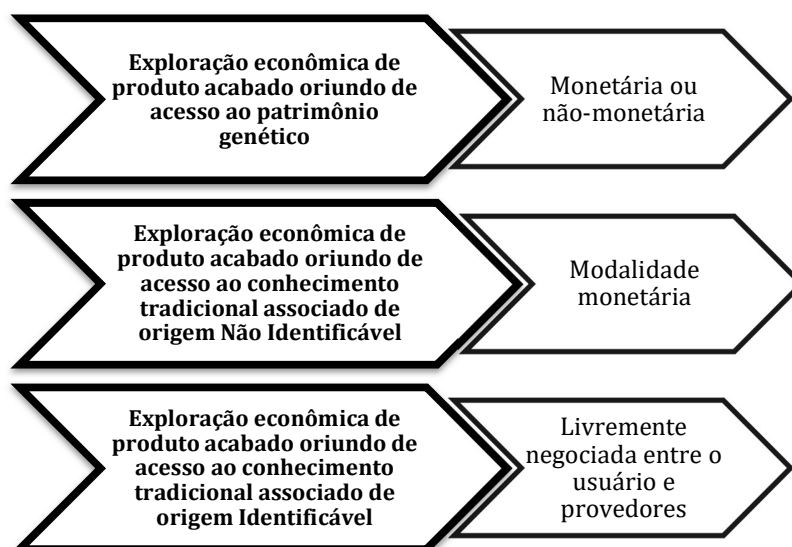 Exploração econômica de
produto acabado oriundo de
acesso ao patrimônio
genético
Monetária ou
não-monetária
Exploração econômica de
produto acabado oriundo de
acesso ao conhecimento
tradicional associado de
origem Não Identificável
Modalidade
monetária
Exploração econômica de
produto acabado oriundo de
acesso ao conhecimento
tradicional associado de
origem Identificável
Livremente
negociada entre o
usuário e
provedores